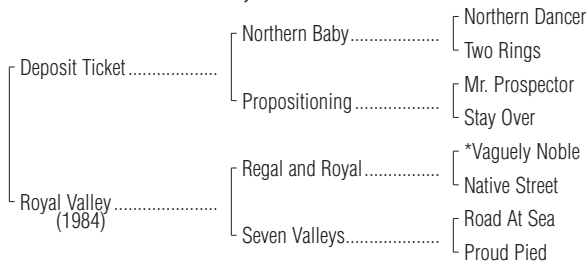 Northern Dancer
Northern Baby...................
Two Rings
Deposit Ticket...................
Mr. Prospector
Propositioning..................
Stay Over
*Vaguely Noble
Regal and Royal................
Native Street
Royal Valley......................
(1984)
Road At Sea
Seven Valleys....................
Proud Pied